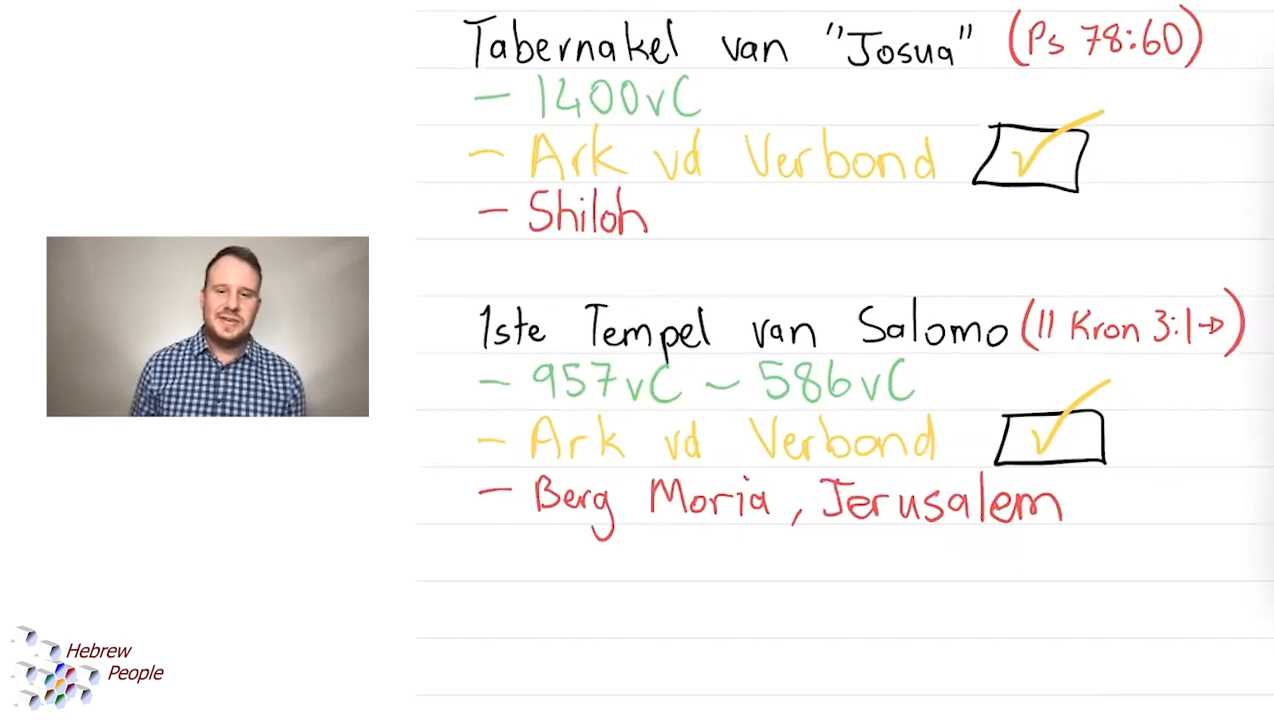 Tabernakel van "Josua" (Ps 78:60)
- 1400vC
- Ark vd Verbond
- Shiloh
1ste Tempel van Salomo (II Kron 3:1→)
- 957vC - 586vC
- Ark vd Verbond
- Berg Moria, Jerusalem
Hebrew
People